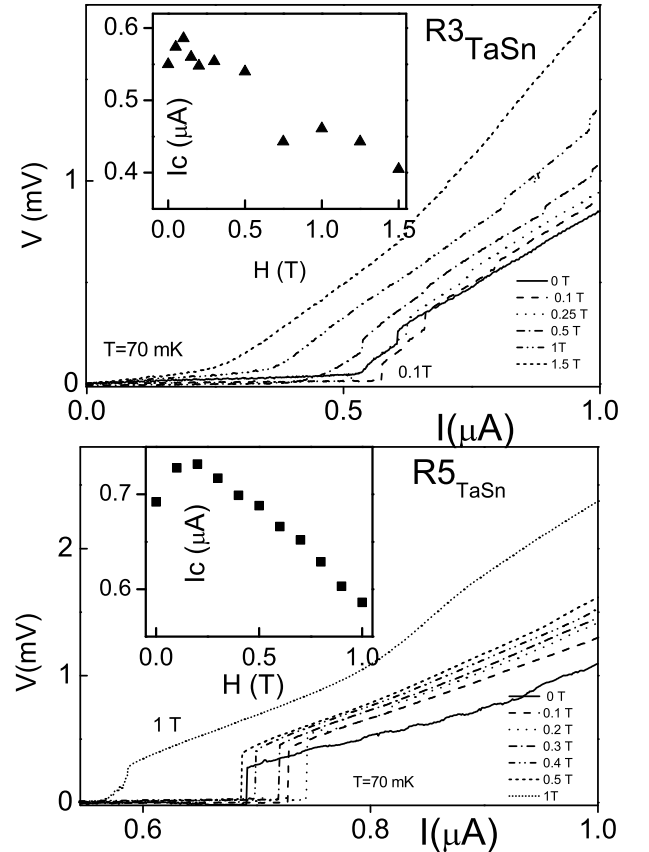 R3TaSn
0.6
0.5
0.4
Ic (μA)
0.0 0.5 1.0 1.5
H (T)
V (mV)
1
0
T=70 mK
0.1T
0 T
0.1 T
0.25 T
0.5 T
1T
1.5 T
0.0 0.5 1.0
I(μA)
R5TaSn
0.7
0.6
Ic (μA)
0.0 0.5 1.0
H (T)
V(mV)
2
1
0
1 T
T=70 mK
0 T
0.1 T
0.2 T
0.3 T
0.4 T
0.5 T
1T
0.6 0.8 1.0
I(μA)